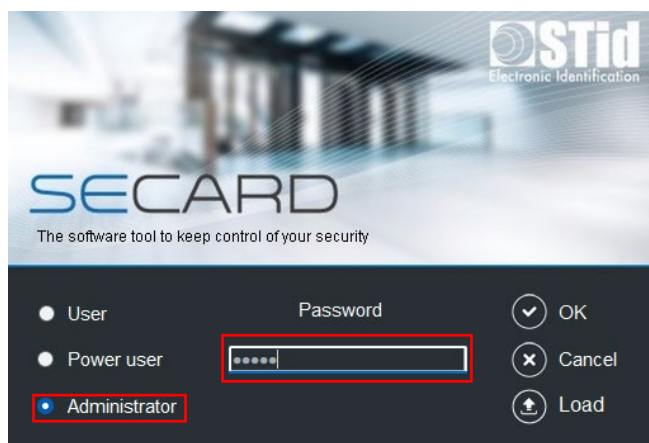 STid
Electronic Identification
SECARD
The software tool to keep control of your security
User
Password
OK
Power user
•••••
Cancel
Administrator
Load